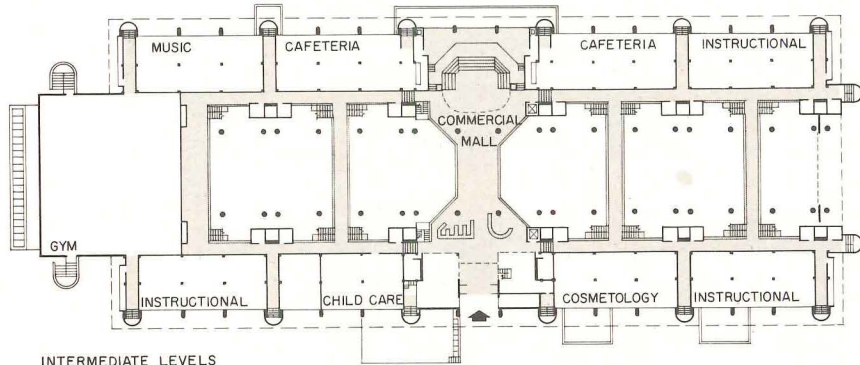 MUSIC CAFETERIA CAFETERIA INSTRUCTIONAL
COMMERCIAL
MALL
GYM
INSTRUCTIONAL CHILD CARE COSMETOLOGY INSTRUCTIONAL
INTERMEDIATE LEVELS